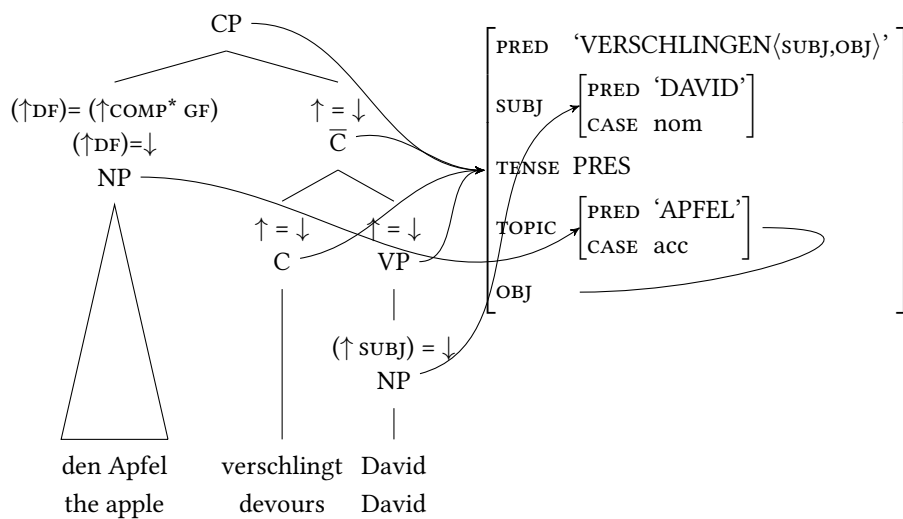 CP
(↑DF)= (↑COMP* GF)
(↑DF)=↓
NP
↑ = ↓
C̅
↑ = ↓
C
↑ = ↓
VP
(↑ SUBJ) = ↓
NP
den Apfel verschlingt David
the apple devours David
PRED ‘VERSCHLINGEN⟨SUBJ,OBJ⟩’
SUBJ
PRED ‘DAVID’
CASE nom
TENSE PRES
TOPIC
PRED ‘APFEL’
CASE acc
OBJ